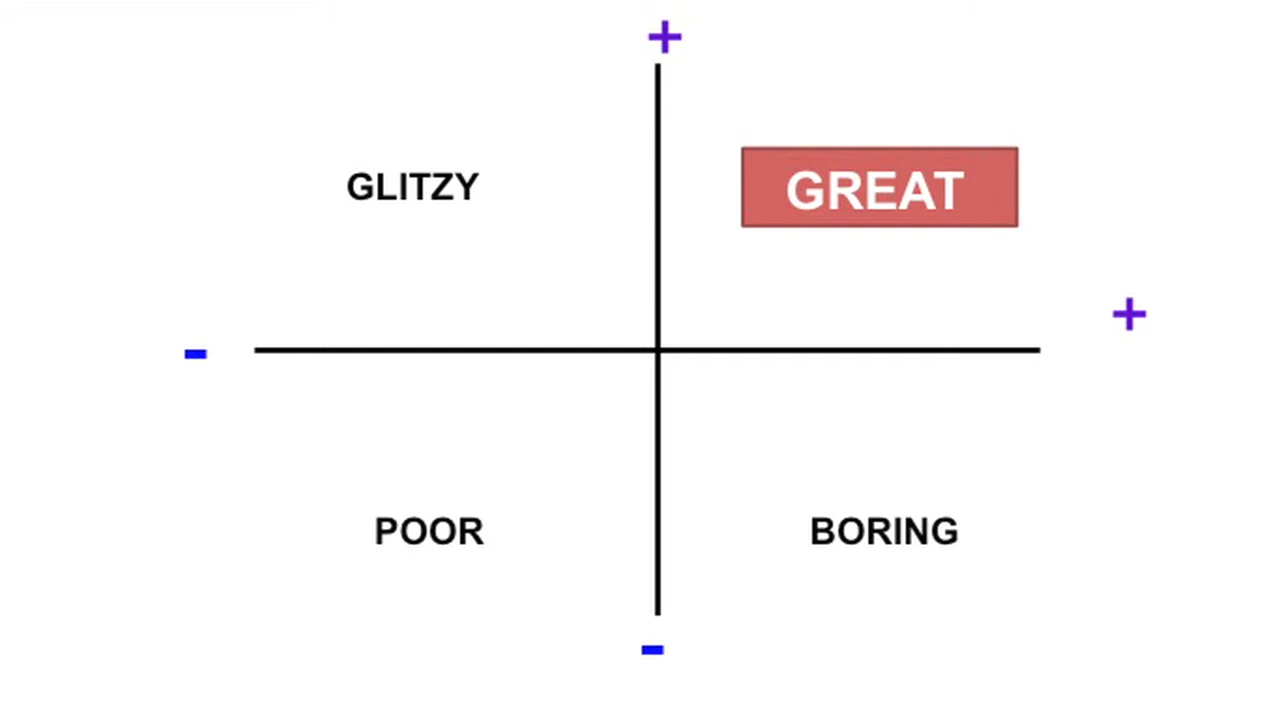 +
GLITZY
GREAT
+
-
POOR
BORING
-